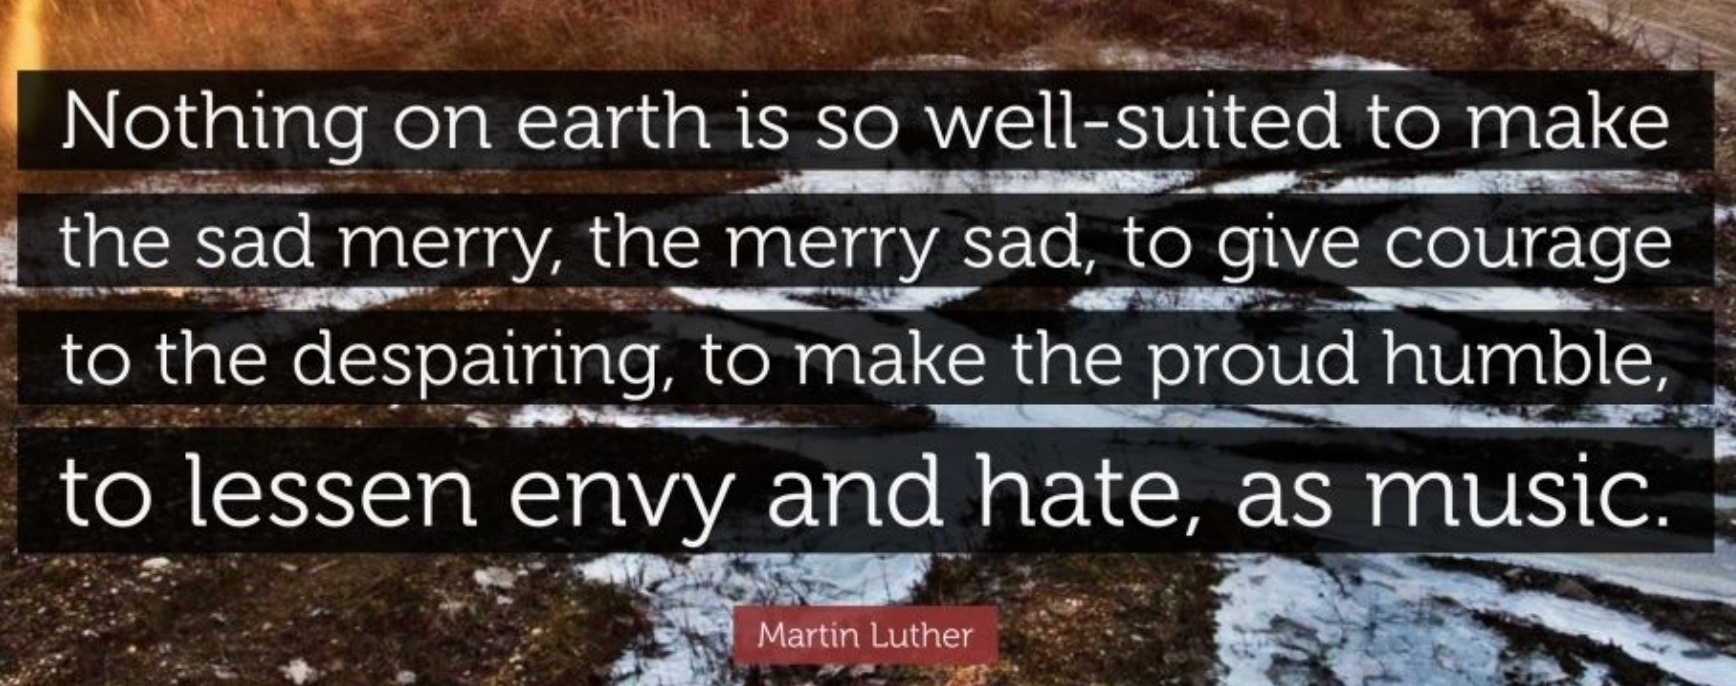 Nothing on earth is so well-suited to make
the sad merry, the merry sad, to give courage
to the despairing, to make the proud humble,
to lessen envy and hate, as music.
Martin Luther